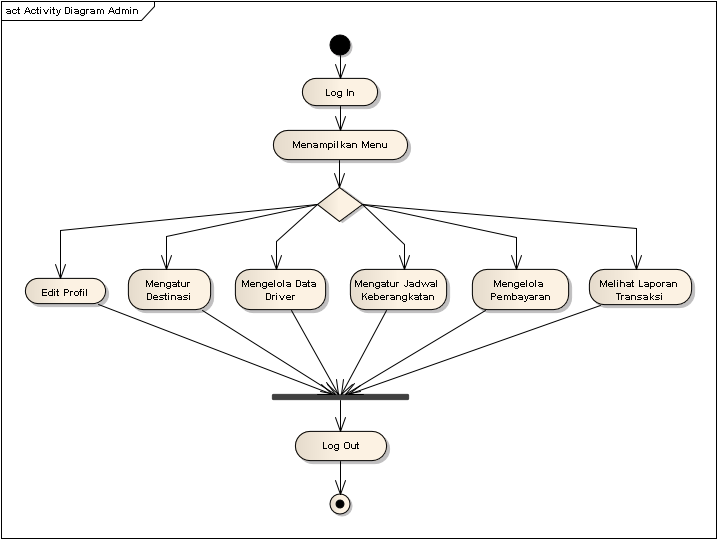 act Activity Diagram Admin
Log In
Menampilkan Menu
Edit Profil
Mengatur
Destinasi
Mengelola Data
Driver
Mengatur Jadwal
Keberangkatan
Mengelola
Pembayaran
Melihat Laporan
Transaksi
Log Out